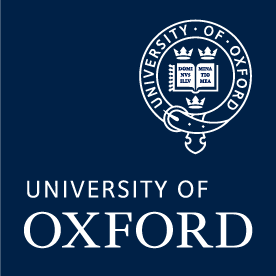 UNIVERSITY · OF · OXFORD
DOMI MINA
NVS TIO
ILLV MEA
UNIVERSITY OF
OXFORD